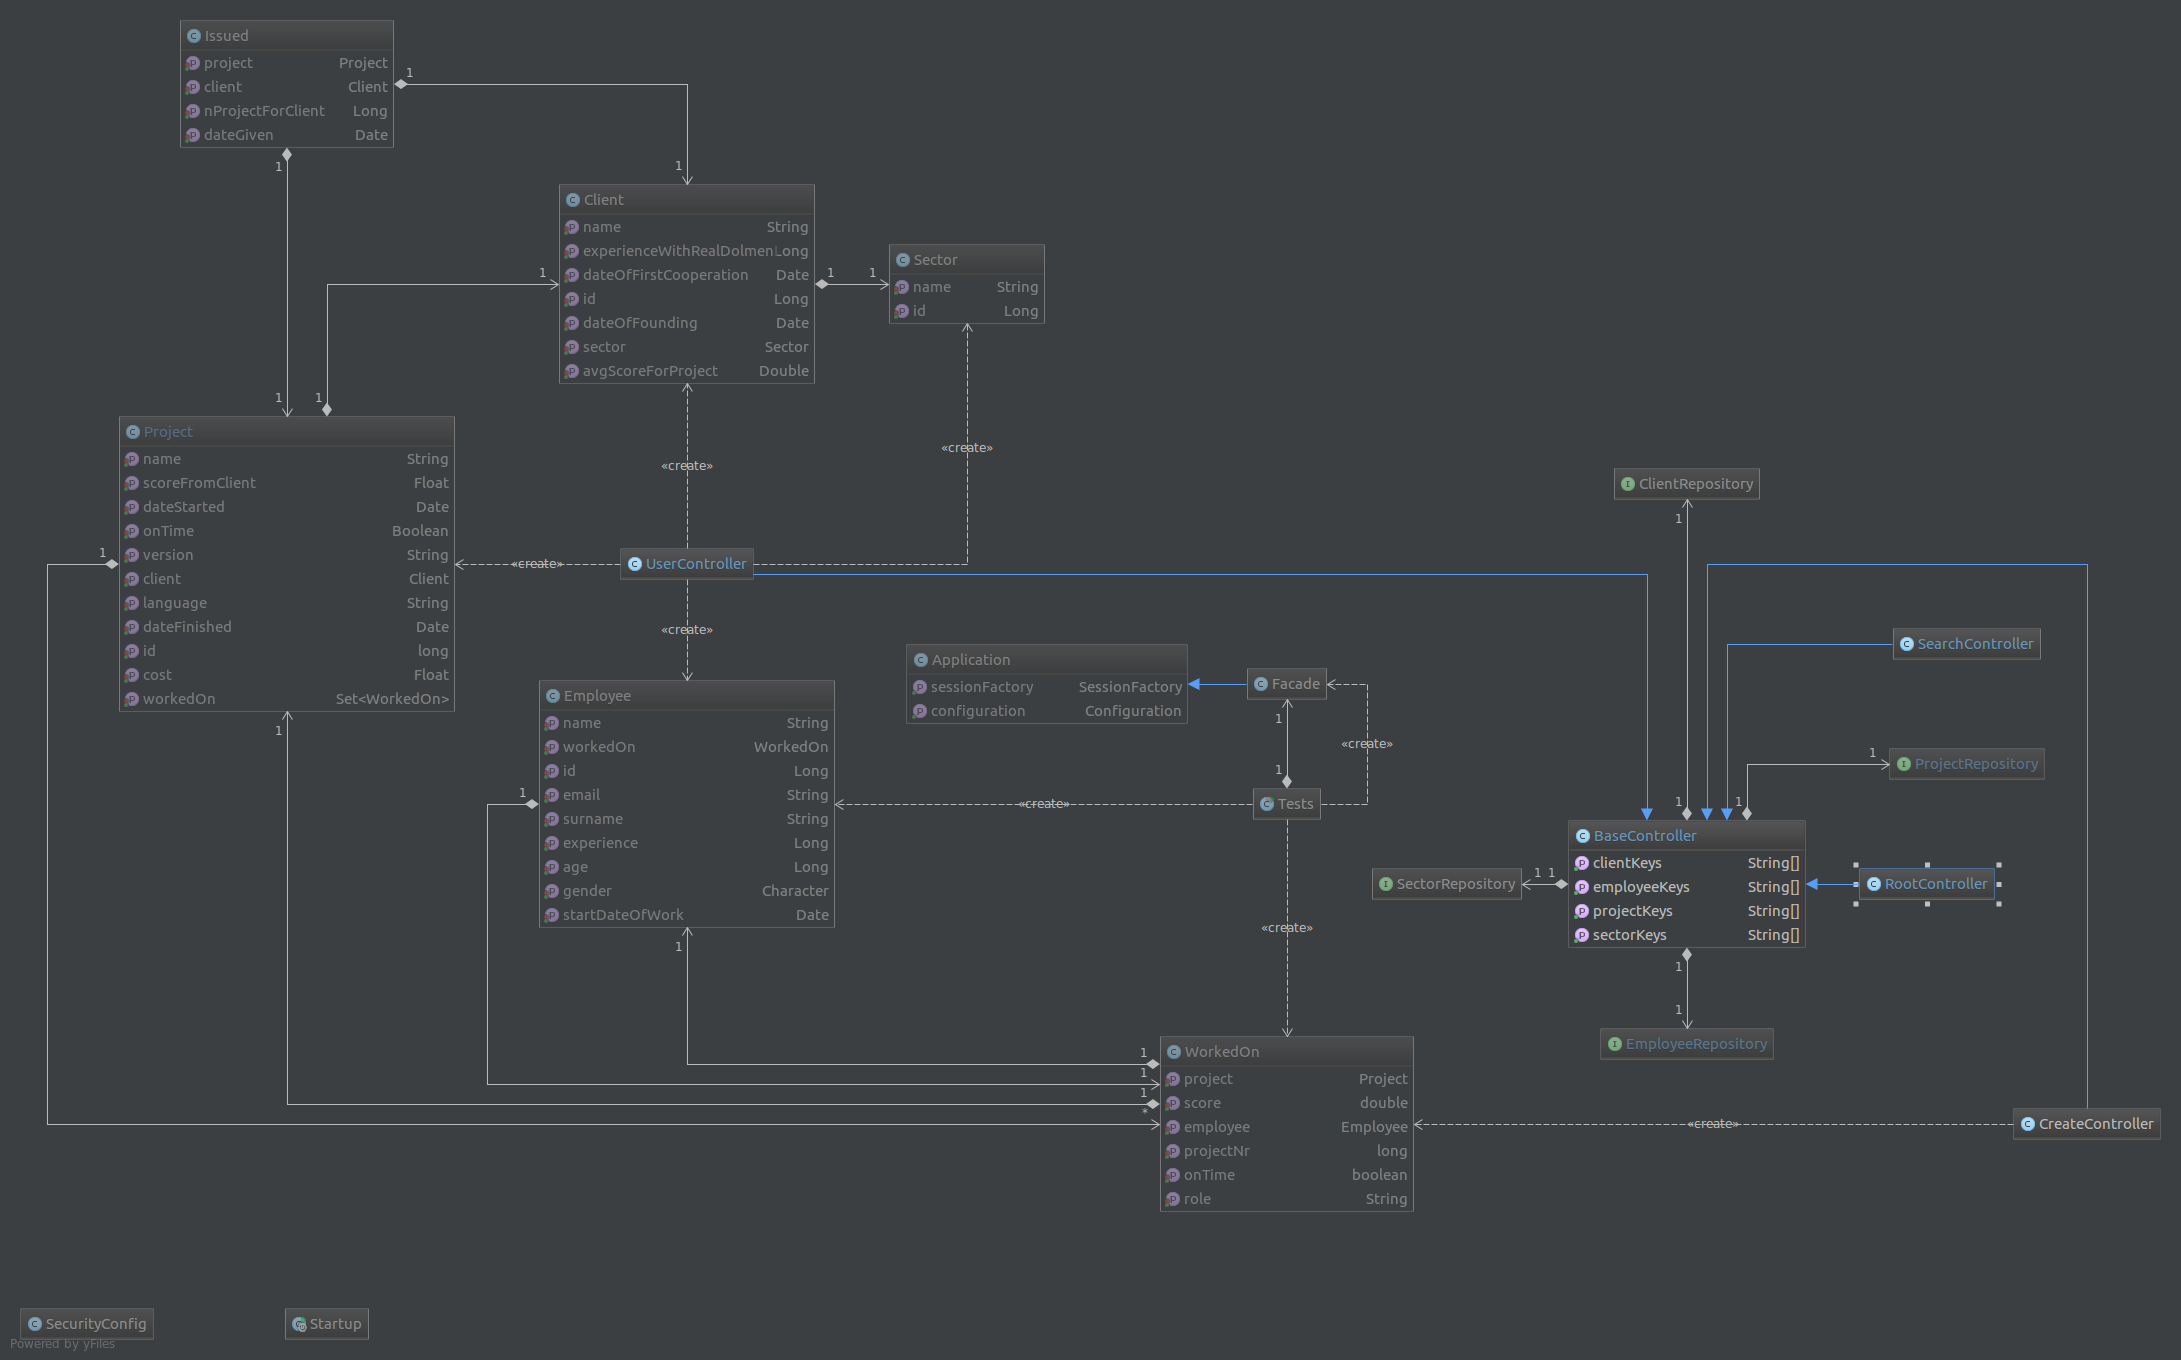 Issued
project Project
client Client
nProjectForClient Long
dateGiven Date
1
1
1
1
Client
name String
experienceWithRealDolmen Long
dateOfFirstCooperation Date
id Long
dateOfFounding Date
sector Sector
avgScoreForProject Double
1
1
1
1
Sector
name String
id Long
Project
name String
scoreFromClient Float
dateStarted Date
onTime Boolean
version String
client Client
language String
dateFinished Date
id long
cost Float
workedOn Set<WorkedOn>
1
1
«create»
«create»
«create»
UserController
«create»
Employee
name String
workedOn WorkedOn
id Long
email String
surname String
experience Long
age Long
gender Character
startDateOfWork Date
1
1
Application
sessionFactory SessionFactory
configuration Configuration
Facade
1
1
«create»
Tests
«create»
«create»
ClientRepository
1
1
SearchController
1
1
ProjectRepository
BaseController
clientKeys String[]
employeeKeys String[]
projectKeys String[]
sectorKeys String[]
SectorRepository
1 1
RootController
1
1
EmployeeRepository
WorkedOn
project Project
score double
employee Employee
projectNr long
onTime boolean
role String
1
1
1
*
«create»
CreateController
SecurityConfig
Startup
Powered by yFiles